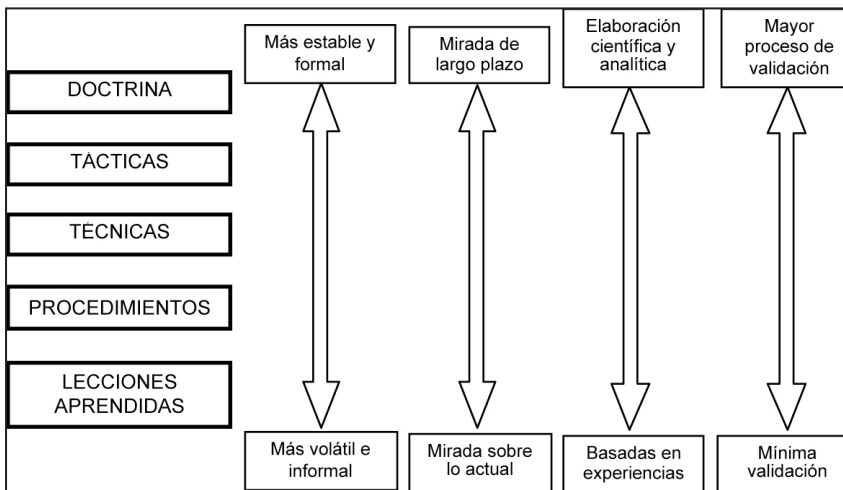 Más estable y
formal
Mirada de
largo plazo
Elaboración
científica y
analítica
Mayor
proceso de
validación
DOCTRINA
TÁCTICAS
TÉCNICAS
PROCEDIMIENTOS
LECCIONES
APRENDIDAS
Más volátil e
informal
Mirada sobre
lo actual
Basadas en
experiencias
Mínima
validación